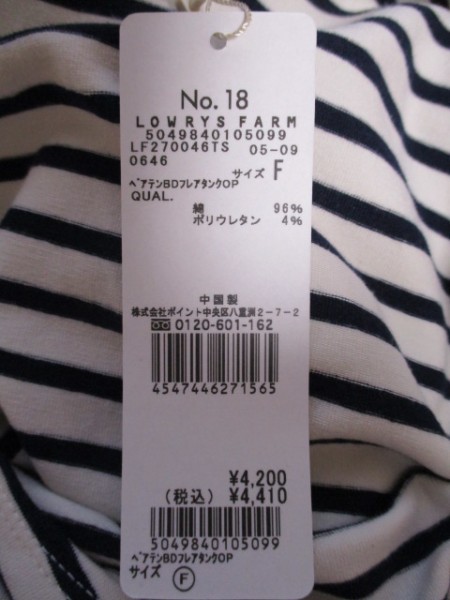 No.18
LOWRYS FARM
5049840105099
LF270046TS 05-09
0646 サイズ F
ベアテンBDフレアタンクOP
QUAL.
綿 96%
ポリウレタン 4%
中国製
株式会社ポイント中央区八重洲2-7-2
0120-601-162
4547446271565
¥4,200
(税込) ¥4,410
5049840105099
ベアテンBDフレアタンクOP
サイズ F